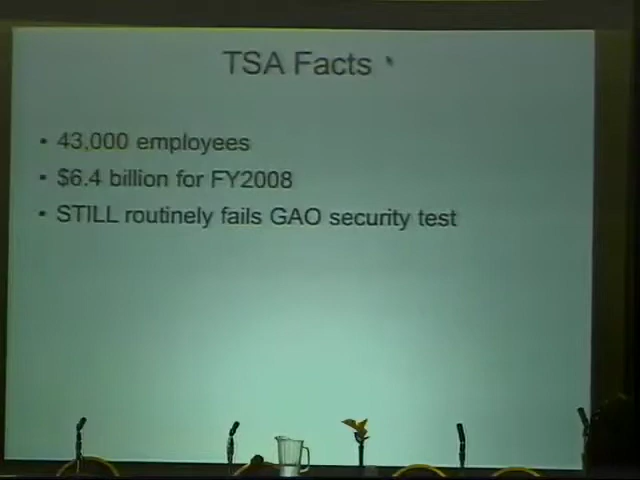 TSA Facts
• 43,000 employees
• $6.4 billion for FY2008
• STILL routinely fails GAO security test